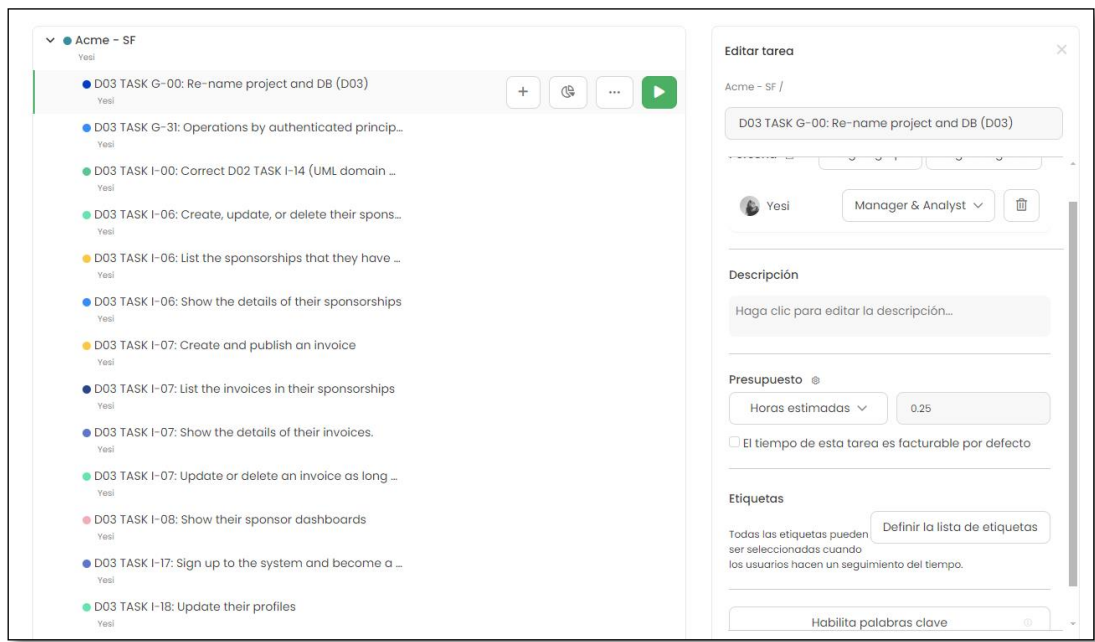 Acme - SF
Yesi
D03 TASK G-00: Re-name project and DB (D03)
Yesi
D03 TASK G-31: Operations by authenticated princip...
Yesi
D03 TASK I-00: Correct D02 TASK I-14 (UML domain ...
Yesi
D03 TASK I-06: Create, update, or delete their spons...
Yesi
D03 TASK I-06: List the sponsorships that they have ...
Yesi
D03 TASK I-06: Show the details of their sponsorships
Yesi
D03 TASK I-07: Create and publish an invoice
Yesi
D03 TASK I-07: List the invoices in their sponsorships
Yesi
D03 TASK I-07: Show the details of their invoices.
Yesi
D03 TASK I-07: Update or delete an invoice as long ...
Yesi
D03 TASK I-08: Show their sponsor dashboards
Yesi
D03 TASK I-17: Sign up to the system and become a ...
Yesi
D03 TASK I-18: Update their profiles
Yesi
Editar tarea
Acme - SF /
D03 TASK G-00: Re-name project and DB (D03)
Yesi
Manager & Analyst
Descripción
Haga clic para editar la descripción...
Presupuesto
Horas estimadas
0.25
El tiempo de esta tarea es facturable por defecto
Etiquetas
Todas las etiquetas pueden
ser seleccionadas cuando
los usuarios hacen un seguimiento del tiempo.
Definir la lista de etiquetas
Habilita palabras clave